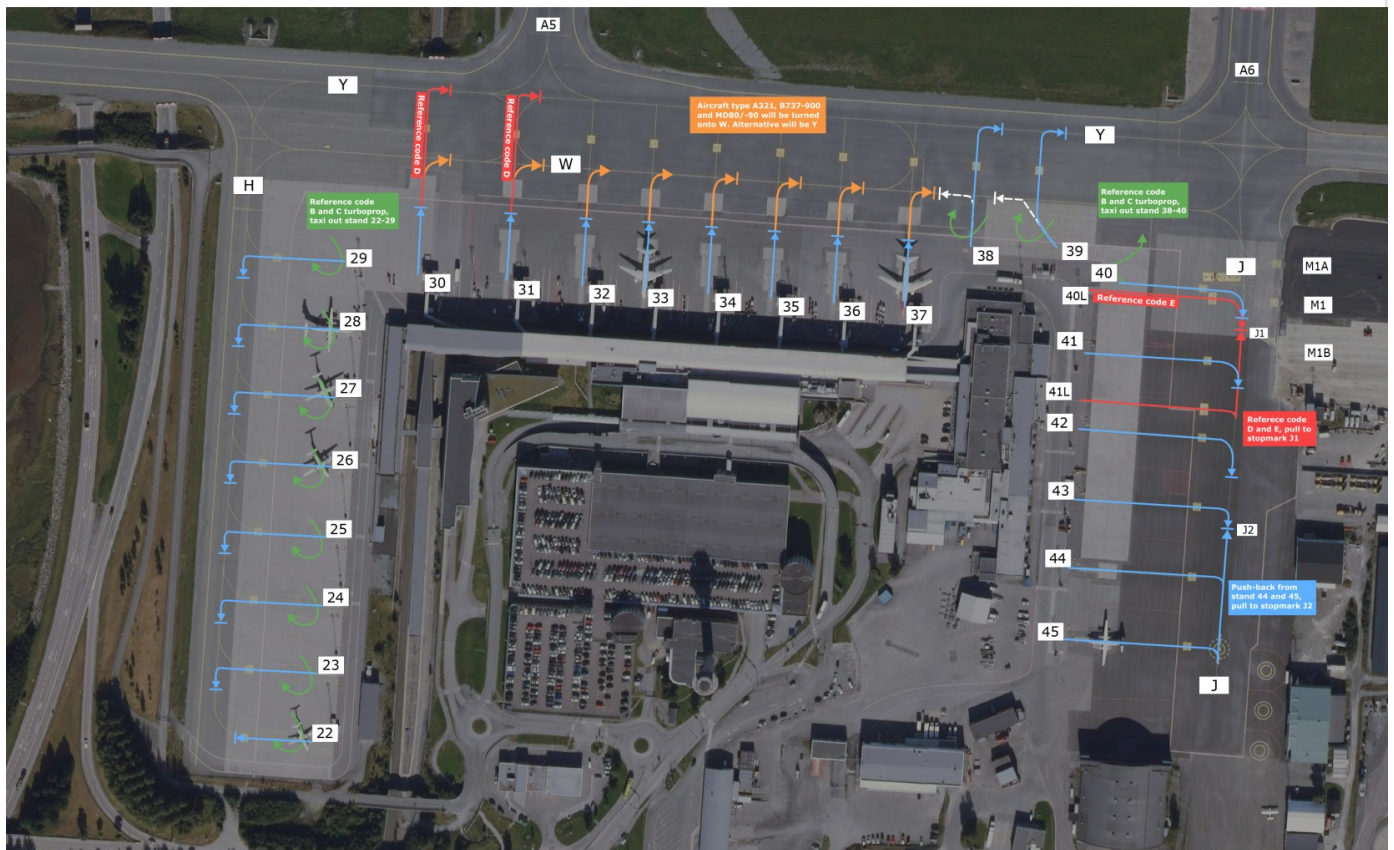 A5
A6
Y
Reference code D
Reference code D
Aircraft type A321, B737-900
and MD80/-90 will be turned
onto W. Alternative will be Y
Y
W
H
Reference code
B and C turboprop,
taxi out stand 22-29
Reference code
B and C turboprop,
taxi out stand 38-40
29
30
31
32
33
34
35
36
37
38
39
40
J
M1A
40L
Reference code E
M1
J1
M1B
28
41
27
41L
42
Referece code
D and E, pull to
stopmark J1
26
43
25
J2
44
24
Push-back from
stand 44 and 45,
pull to stopmark J2
45
23
J
22